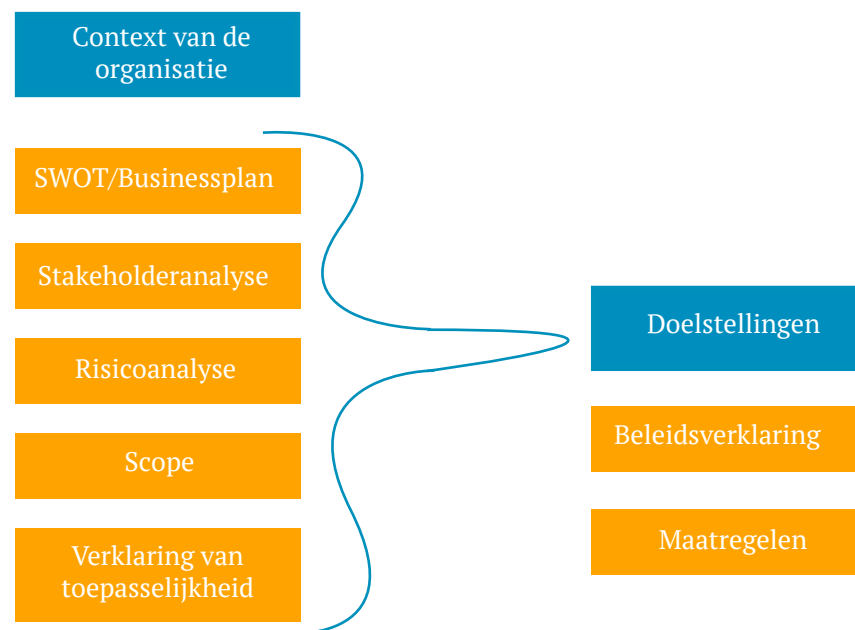 Context van de
organisatie
SWOT/Businessplan
Stakeholderanalyse
Risicoanalyse
Scope
Verklaring van
toepasselijkheid
Doelstellingen
Beleidsverklaring
Maatregelen